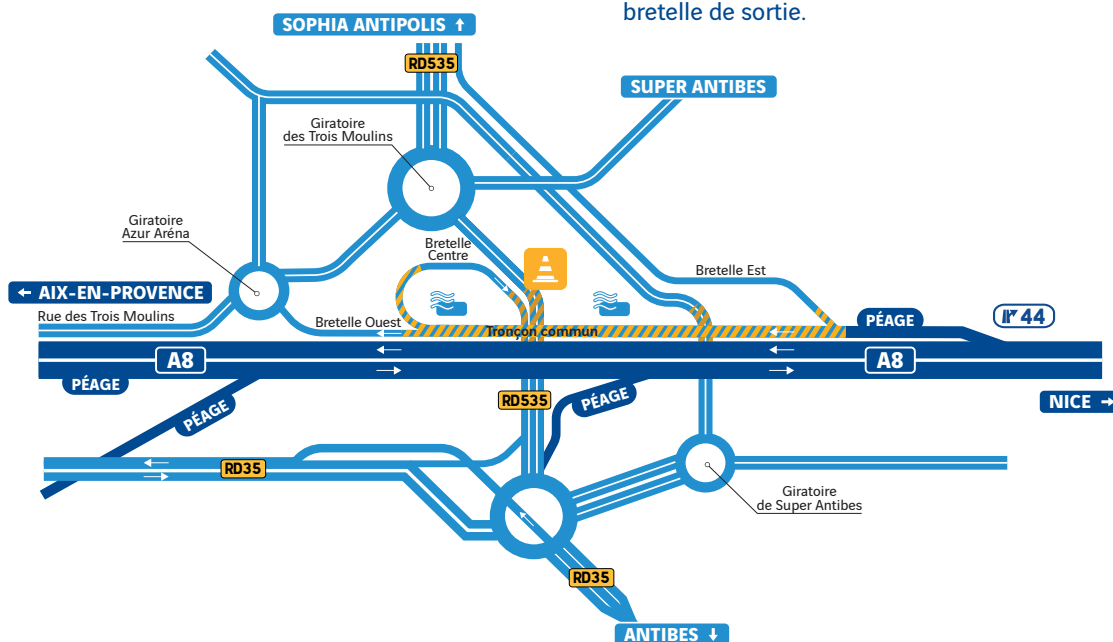 bretelle de sortie.
SOPHIA ANTIPOLIS ↑
RD535
SUPER ANTIBES
Giratoire
des Trois Moulins
Giratoire
Azur Aréna
Bretelle
Centre
Bretelle Est
← AIX-EN-PROVENCE
Rue des Trois Moulins
Bretelle Ouest
Tronçon commun
PÉAGE
44
A8
A8
PÉAGE
PÉAGE
RD535
PÉAGE
NICE →
RD35
Giratoire
de Super Antibes
RD35
ANTIBES ↓